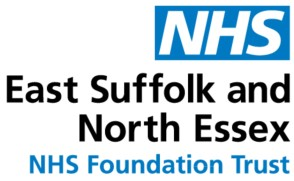 NHS
East Suffolk and
North Essex
NHS Foundation Trust